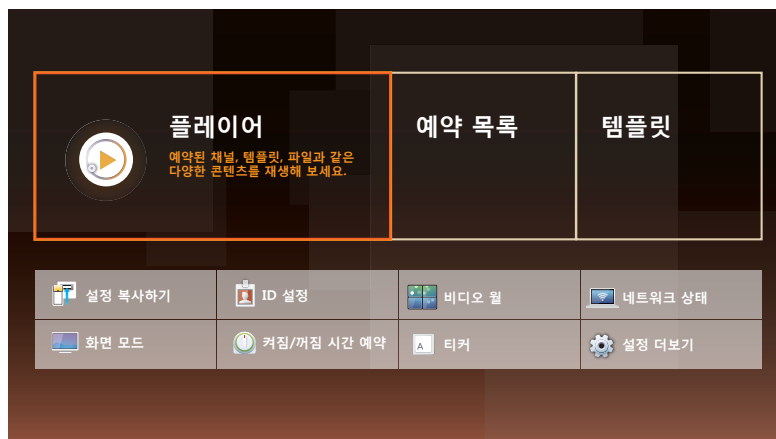 플레이어
예약된 채널, 템플릿, 파일과 같은
다양한 콘텐츠를 재생해 보세요.
예약 목록
템플릿
설정 복사하기
ID 설정
비디오 월
네트워크 상태
화면 모드
켜짐/꺼짐 시간 예약
A
티커
설정 더보기